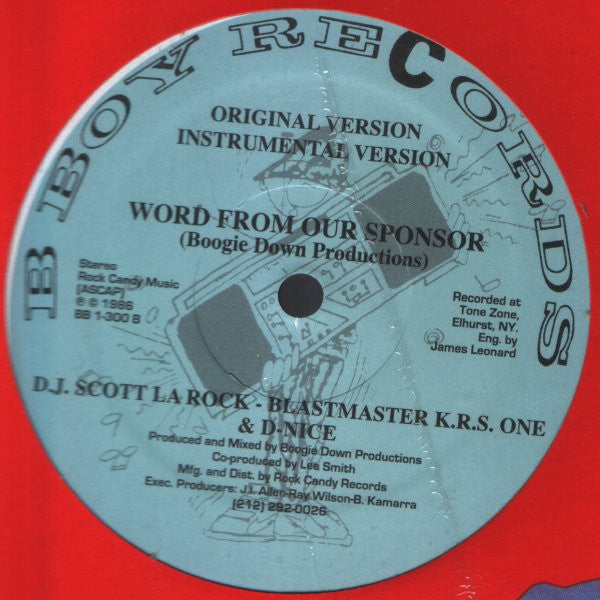 B BOY RECORDS
ORIGINAL VERSION
INSTRUMENTAL VERSION
WORD FROM OUR SPONSOR
(Boogie Down Productions)
Stereo
Rock Candy Music
[ASCAP]
℗ © 1986
BB 1-300 B
Recorded at
Tone Zone,
Elhurst, NY.
Eng. by
James Leonard
D.J. SCOTT LA ROCK - BLASTMASTER K.R.S. ONE
& D-NICE
Produced and Mixed by Boogie Down Productions
Co-produced by Lee Smith
Mfg. and Dist. by Rock Candy Records
Exec. Producers: J.I. Allen-Ray Wilson-B. Kamarra
(212) 292-0026